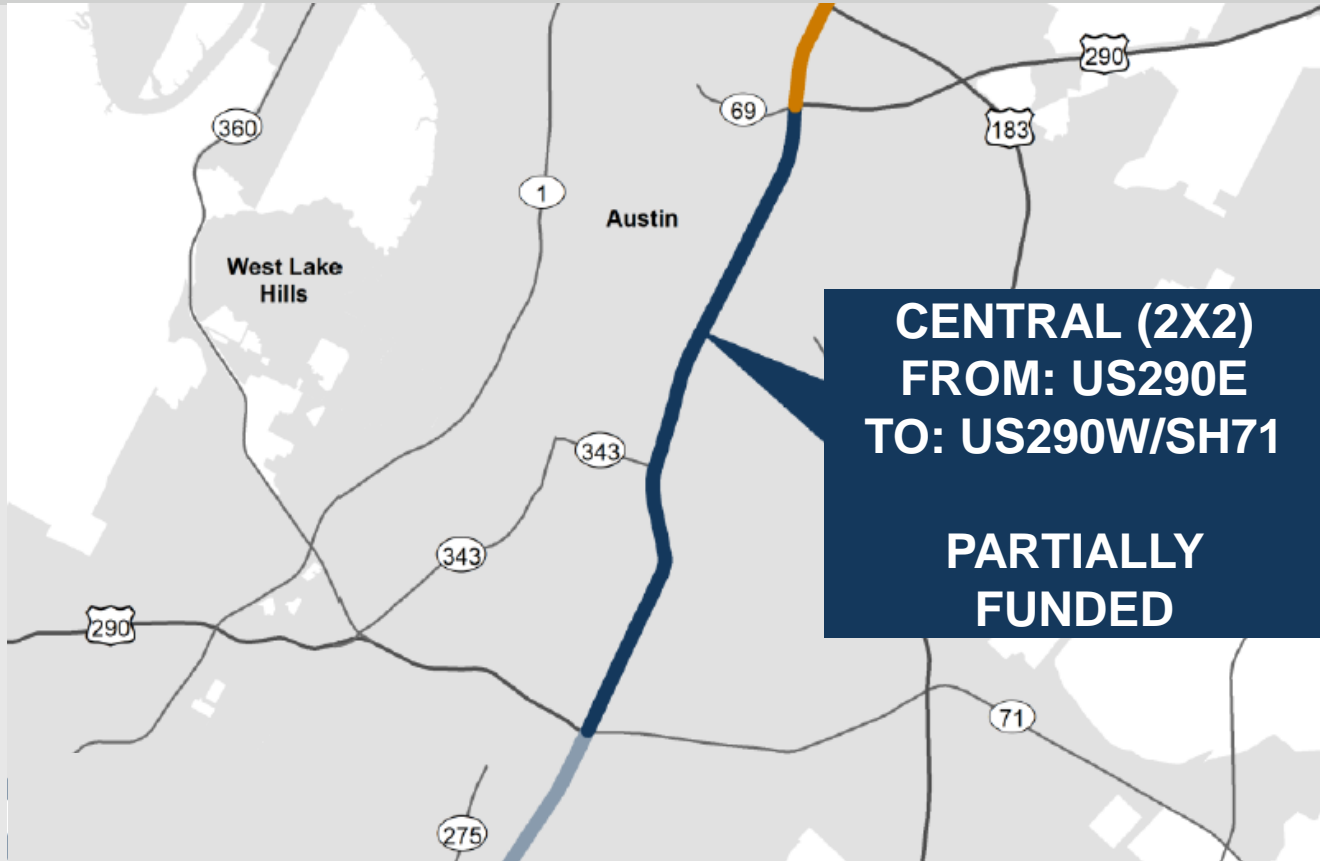 290
69
183
360
1
Austin
West Lake
Hills
CENTRAL (2X2)
FROM: US290E
TO: US290W/SH71
PARTIALLY
FUNDED
343
343
290
71
275